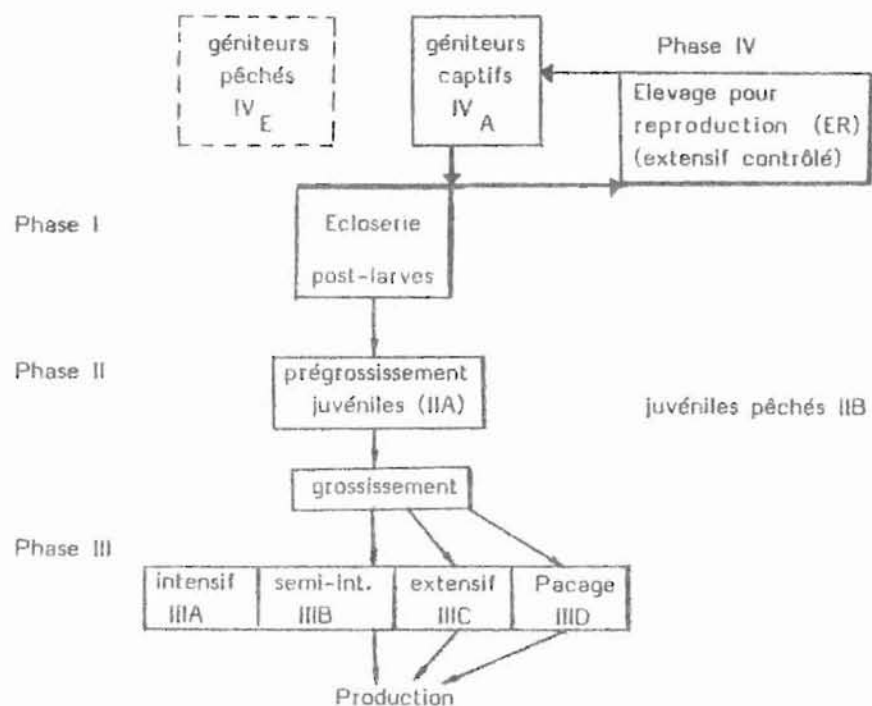 géniteurs
pêchés
IV E
géniteurs
captifs
IV A
Phase IV
Elevage pour
reproduction (ER)
(extensif contrôlé)
Phase I
Ecloserie
post-larves
Phase II
prégrossissement
juvéniles (IIA)
juvéniles pêchés IIB
grossissement
Phase III
intensif
IIIA
semi-int.
IIIB
extensif
IIIC
Pacage
IIID
Production